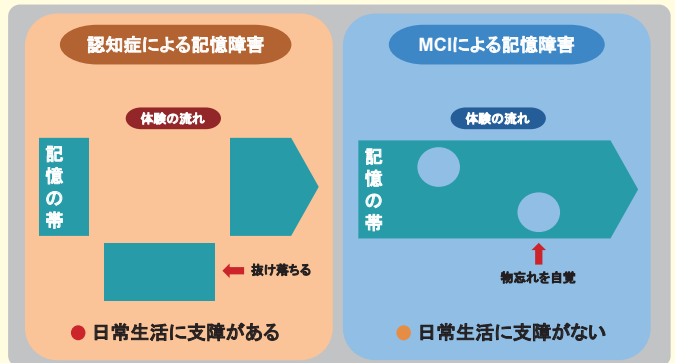 認知症による記憶障害
体験の流れ
記憶の帯
抜け落ちる
日常生活に支障がある
MCIによる記憶障害
体験の流れ
記憶の帯
物忘れを自覚
日常生活に支障がない